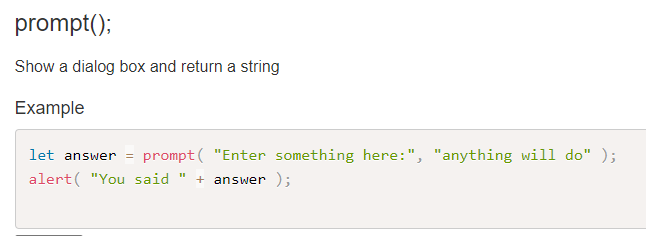 prompt();
Show a dialog box and return a string
Example
let answer = prompt( "Enter something here:", "anything will do" );
alert( "You said " + answer );